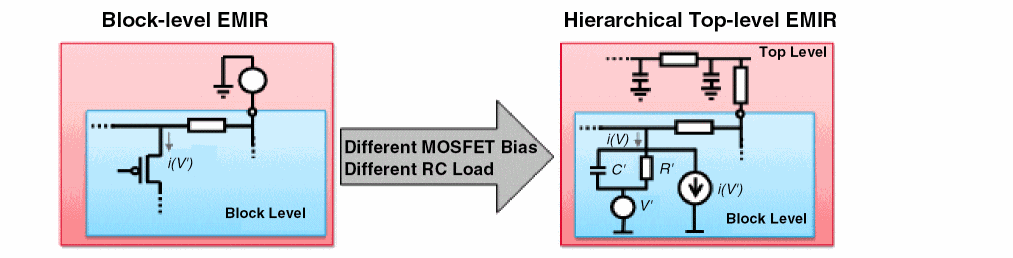 Block-level EMIR
Hierarchical Top-level EMIR
Top Level
i(V')
Block Level
Different MOSFET Bias
Different RC Load
i(V)
C'
R'
V'
i(V')
Block Level